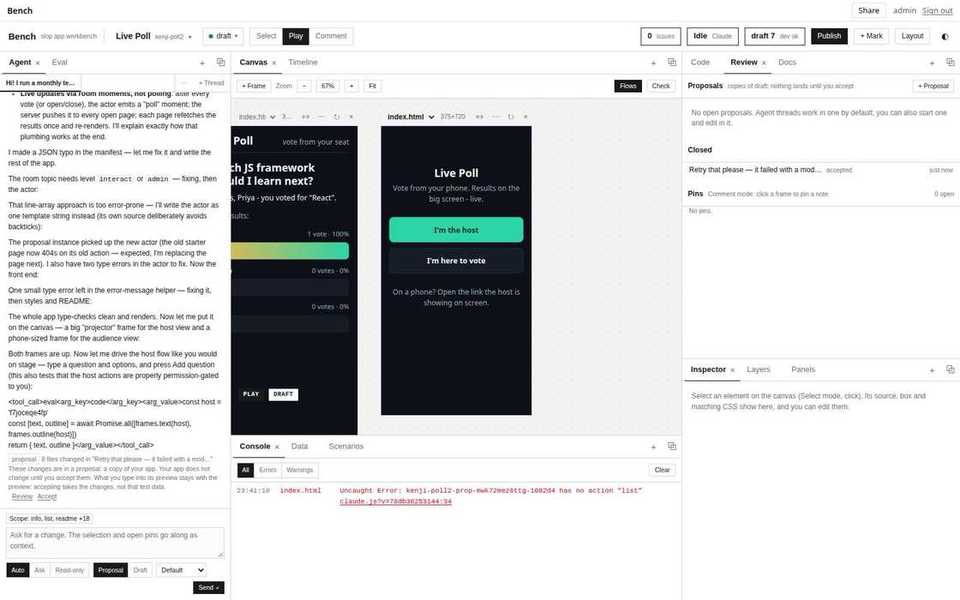 Bench
Share
admin
Sign out
Bench
slop app workbench
Live Poll
kenji-poll2
draft
Select
Play
Comment
0 issues
Idle Claude
draft 7 dev ok
Publish
+ Mark
Layout
Agent ×
Eval
Hi! I run a monthly te...
+ Thread
Live updates via room moments, not polling: after every
vote (or open/close), the actor emits a "poll" moment; the
server pushes it to every open page; each page refetches the
results once and re-renders. I'll explain exactly how that
plumbing works at the end.
I made a JSON typo in the manifest — let me fix it and write the
rest of the app.
The room topic needs level interact or admin — fixing, then
the actor:
That line-array approach is too error-prone — I'll write the actor as
one template string instead (its own source deliberately avoids
backticks):
The proposal instance picked up the new actor (the old starter
page now 404s on its old action — expected, I'm replacing the
page next). I also have two type errors in the actor to fix. Now the
front end:
One small type error left in the error-message helper — fixing it,
then styles and README:
The whole app type-checks clean and renders. Now let me put it
on the canvas — a big "projector" frame for the host view and a
phone-sized frame for the audience view:
Both frames are up. Now let me drive the host flow like you would
on stage — type a question and options, and press Add question
(this also tests that the host actions are properly permission-gated
to you):
<tool_call>eval<arg_key>code</arg_key><arg_value>const host =
'f7joceqe4fp'
const [text, outline] = await Promise.all([frames.text(host),
frames.outline(host)])
return { text, outline }</arg_value></tool_call>
proposal 8 files changed in "Retry that please — it failed with a mod..."
These changes are in a proposal: a copy of your app. Your app does not
change until you accept them. What you type into its preview stays with the
preview: accepting takes the changes, not that test data.
Review Accept
Scope: info, list, readme +18
Ask for a change. The selection and open pins go along as
context.
Auto
Ask
Read-only
Proposal
Draft
Default
Send
Canvas ×
Timeline
+ Frame
Zoom
−
67%
+
Fit
Flows
Check
index.ht
3...
Poll
vote from your seat
ch JS framework
uld I learn next?
s, Priya - you voted for "React".
sults:
1 vote · 100%
0 votes · 0%
0 votes · 0%
PLAY
DRAFT
index.html
375×720
Live Poll
Vote from your phone. Results on the
big screen - live.
I'm the host
I'm here to vote
On a phone? Open the link the host is
showing on screen.
Console ×
Data
Scenarios
All
Errors
Warnings
Clear
index.html
Uncaught Error:
has no action "list"
Code
Review ×
Docs
Proposals
copies of draft: nothing lands until you accept
+ Proposal
No open proposals. Agent threads work in one by default, you can also start one
and edit in it.
Closed
Retry that please — it failed with a mod...
accepted
just now
Pins
Comment mode: click a frame to pin a note
0 open
No pins.
Inspector ×
Layers
Panels
Select an element on the canvas (Select mode, click). Its source, box and
matching CSS show here, and you can edit them.